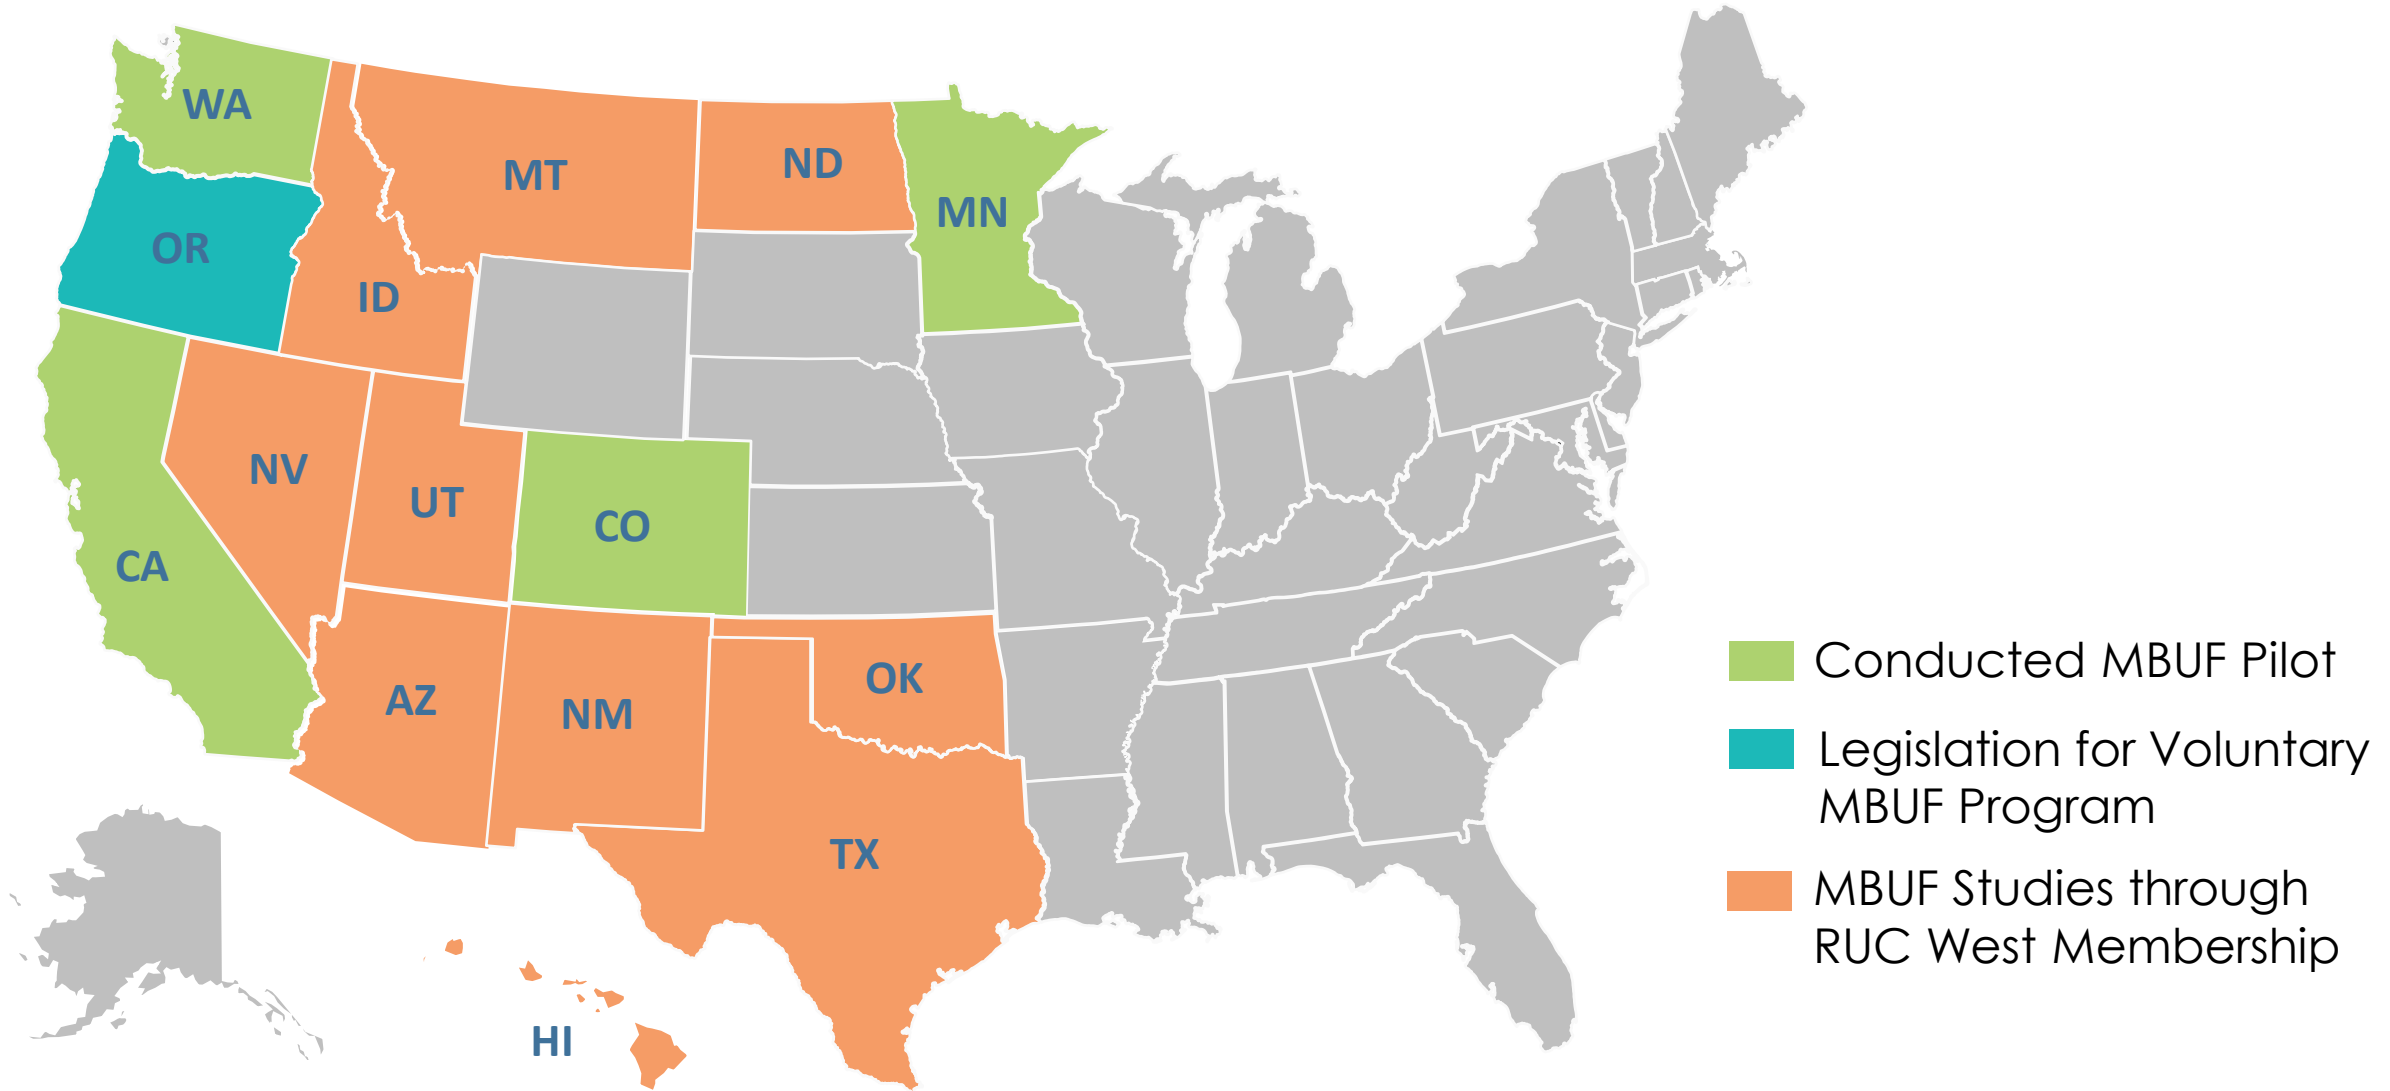 WA
MT
ND
MN
OR
ID
NV
UT
CO
CA
AZ
NM
OK
TX
HI
Conducted MBUF Pilot
Legislation for Voluntary
MBUF Program
MBUF Studies through
RUC West Membership